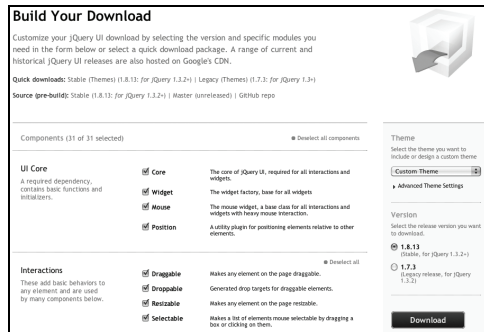 Build Your Download
Customize your jQuery UI download by selecting the version and specific modules you
need in the form below or select a quick download package. A range of current and
historical jQuery UI releases are also hosted on Google's CDN.
Quick downloads: Stable (Themes) (1.8.13: for jQuery 1.3.2+) | Legacy (Themes) (1.7.3: for jQuery 1.3+)
Source (pre-build): Stable (1.8.13: for jQuery 1.3.2+) | Master (unreleased) | GitHub repo
Components (31 of 31 selected)
Deselect all components
UI Core
A required dependency,
contains basic functions and
initializers.
Core
The core of jQuery UI, required for all interactions and
widgets.
Widget
The widget factory, base for all widgets
Mouse
The mouse widget, a base class for all interactions and
widgets with heavy mouse interaction.
Position
A utility plugin for positioning elements relative to other
elements.
Deselect all
Interactions
These add basic behaviors to
any element and are used
by many components below.
Draggable
Makes any element on the page draggable.
Droppable
Generated drop targets for draggable elements.
Resizable
Makes any element on the page resizable.
Selectable
Makes a list of elements mouse selectable by dragging a
box or clicking on them.
Theme
Select the theme you want to
include or design a custom theme
Custom Theme
Advanced Theme Settings
Version
Select the release version you want
to download.
1.8.13
(Stable, for jQuery 1.3.2+)
1.7.3
(Legacy release, for jQuery
1.3.2)
Download